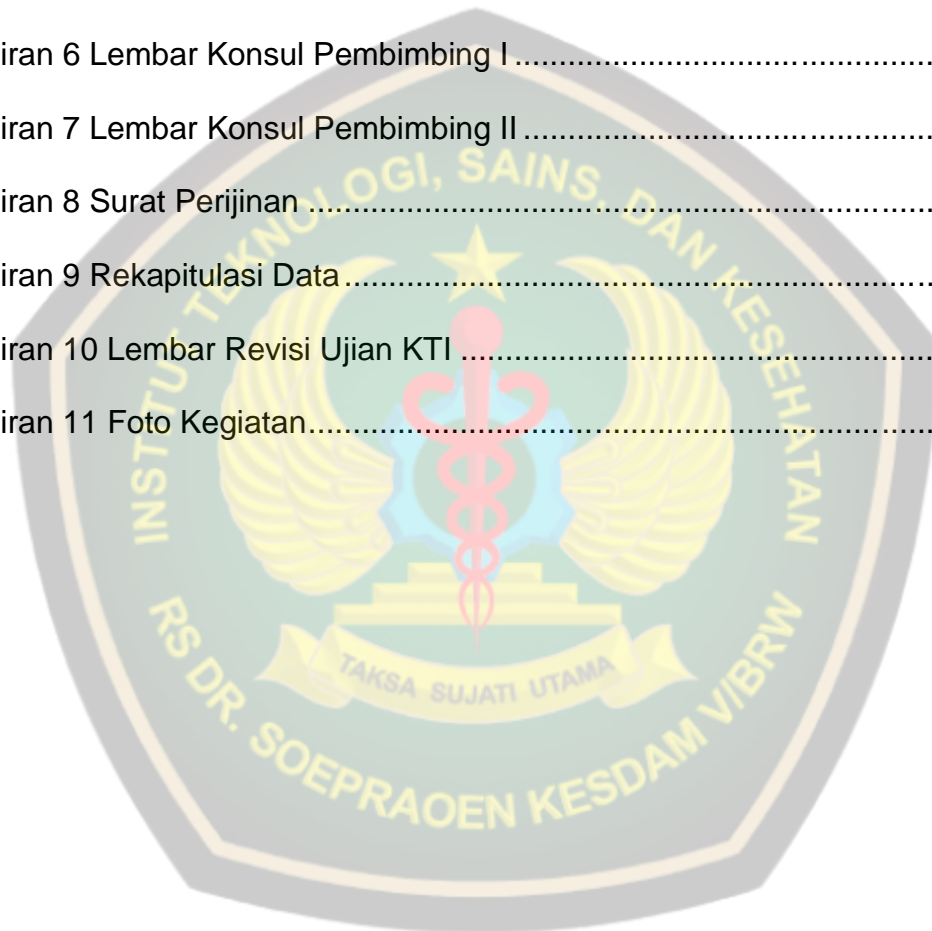 iran 6 Lembar Konsul Pembimbing I ................................................
iran 7 Lembar Konsul Pembimbing II ...............................................
iran 8 Surat Perijinan ......................................................................
iran 9 Rekapitulasi Data ..................................................................
iran 10 Lembar Revisi Ujian KTI .....................................................
iran 11 Foto Kegiatan ......................................................................
INSTITUT TEKNOLOGI, SAINS, DAN KESEHATAN
TAKSA SUJATI UTAMA
RS DR. SOEPRAOEN KESDAM V/BRW